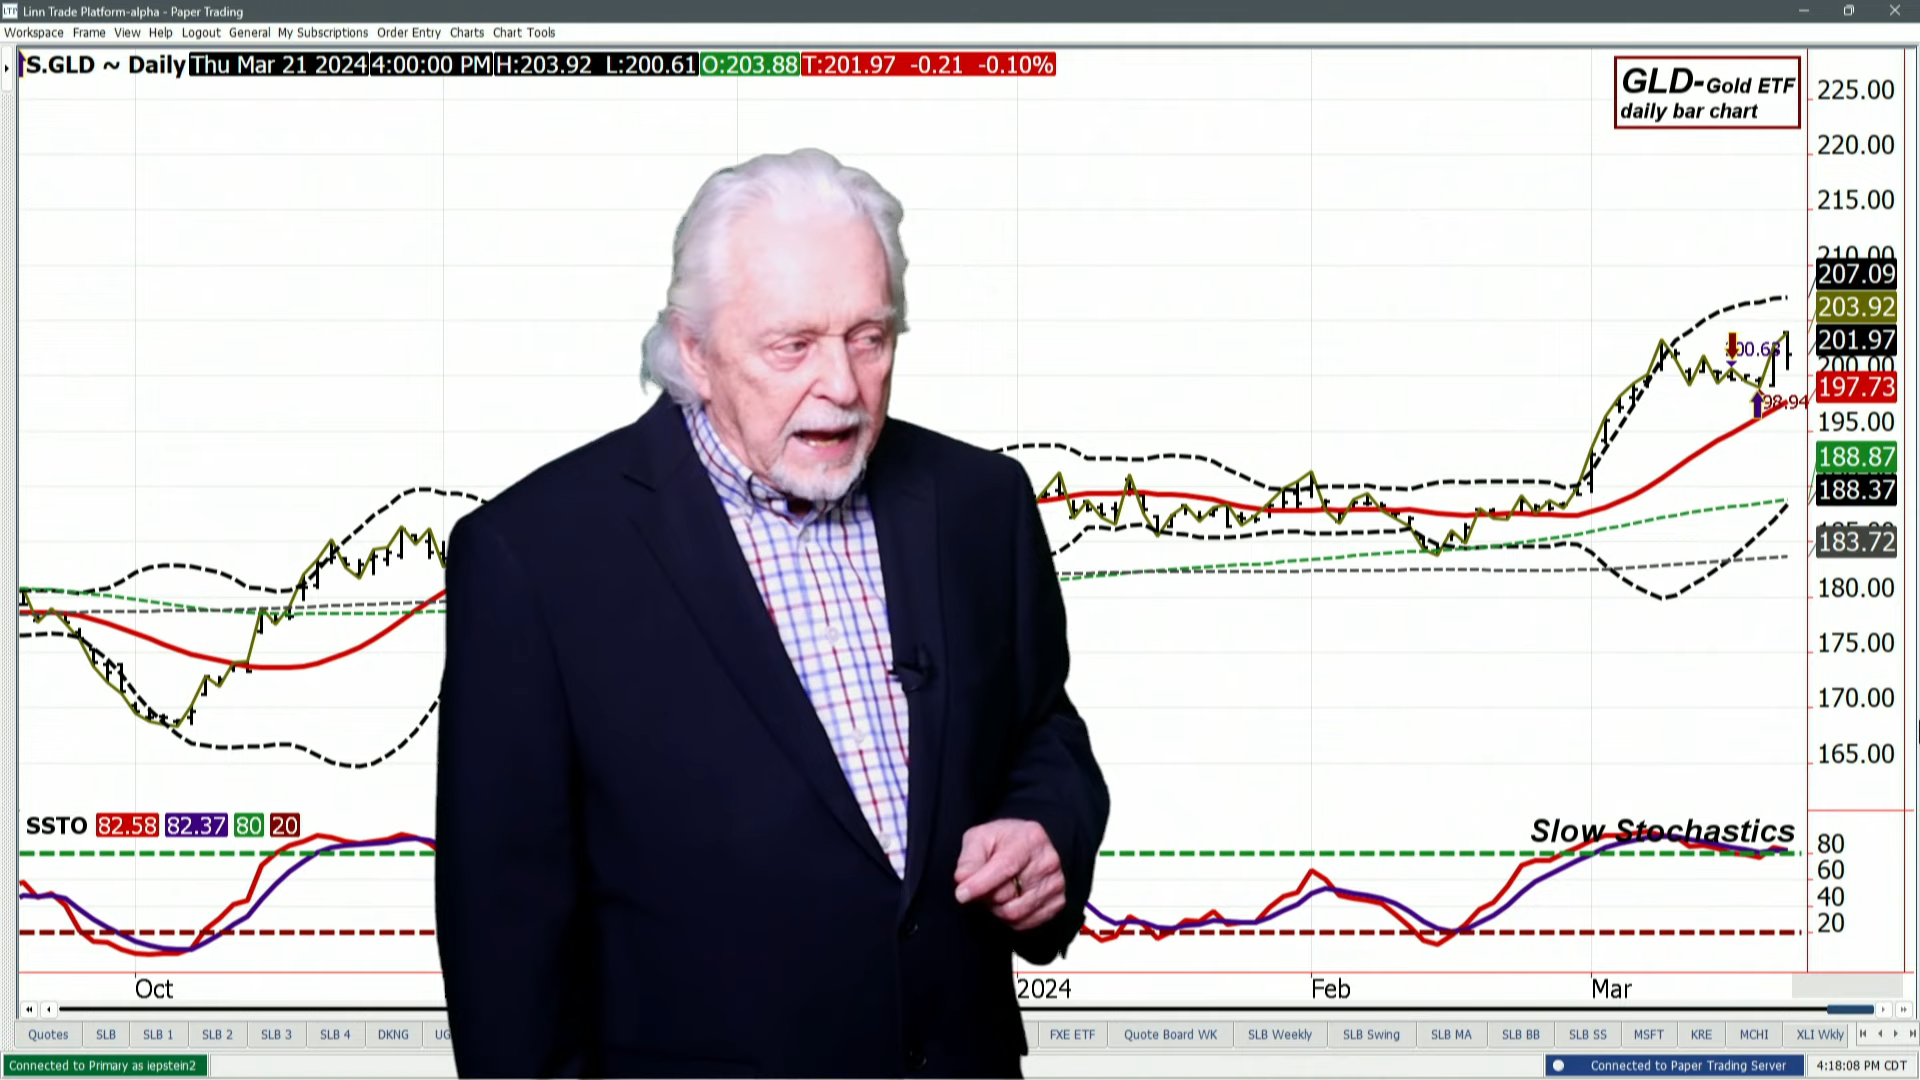 Linn Trade Platform-alpha - Paper Trading
Workspace Frame View Help Logout General My Subscriptions Order Entry Charts Chart Tools
S.GLD ~ Daily Thu Mar 21 2024 4:00:00 PM H:203.92 L:200.61 O:203.88 T:201.97 -0.21 -0.10%
GLD-Gold ETF
daily bar chart
225.00
220.00
215.00
210.00
207.09
203.92
201.97
200.00
197.73
195.00
188.87
188.37
185.00
183.72
180.00
175.00
170.00
165.00
SSTO 82.58 82.37 80 20
Slow Stochastics
80
60
40
20
Oct 2024 Feb Mar
Quotes SLB SLB 1 SLB 2 SLB 3 SLB 4 DKNG FXE ETF Quote Board WK SLB Weekly SLB Swing SLB MA SLB BB SLB SS MSFT KRE MCHI XLI Wkly
Connected to Primary as iepstein2 Connected to Paper Trading Server 4:18:08 PM CDT